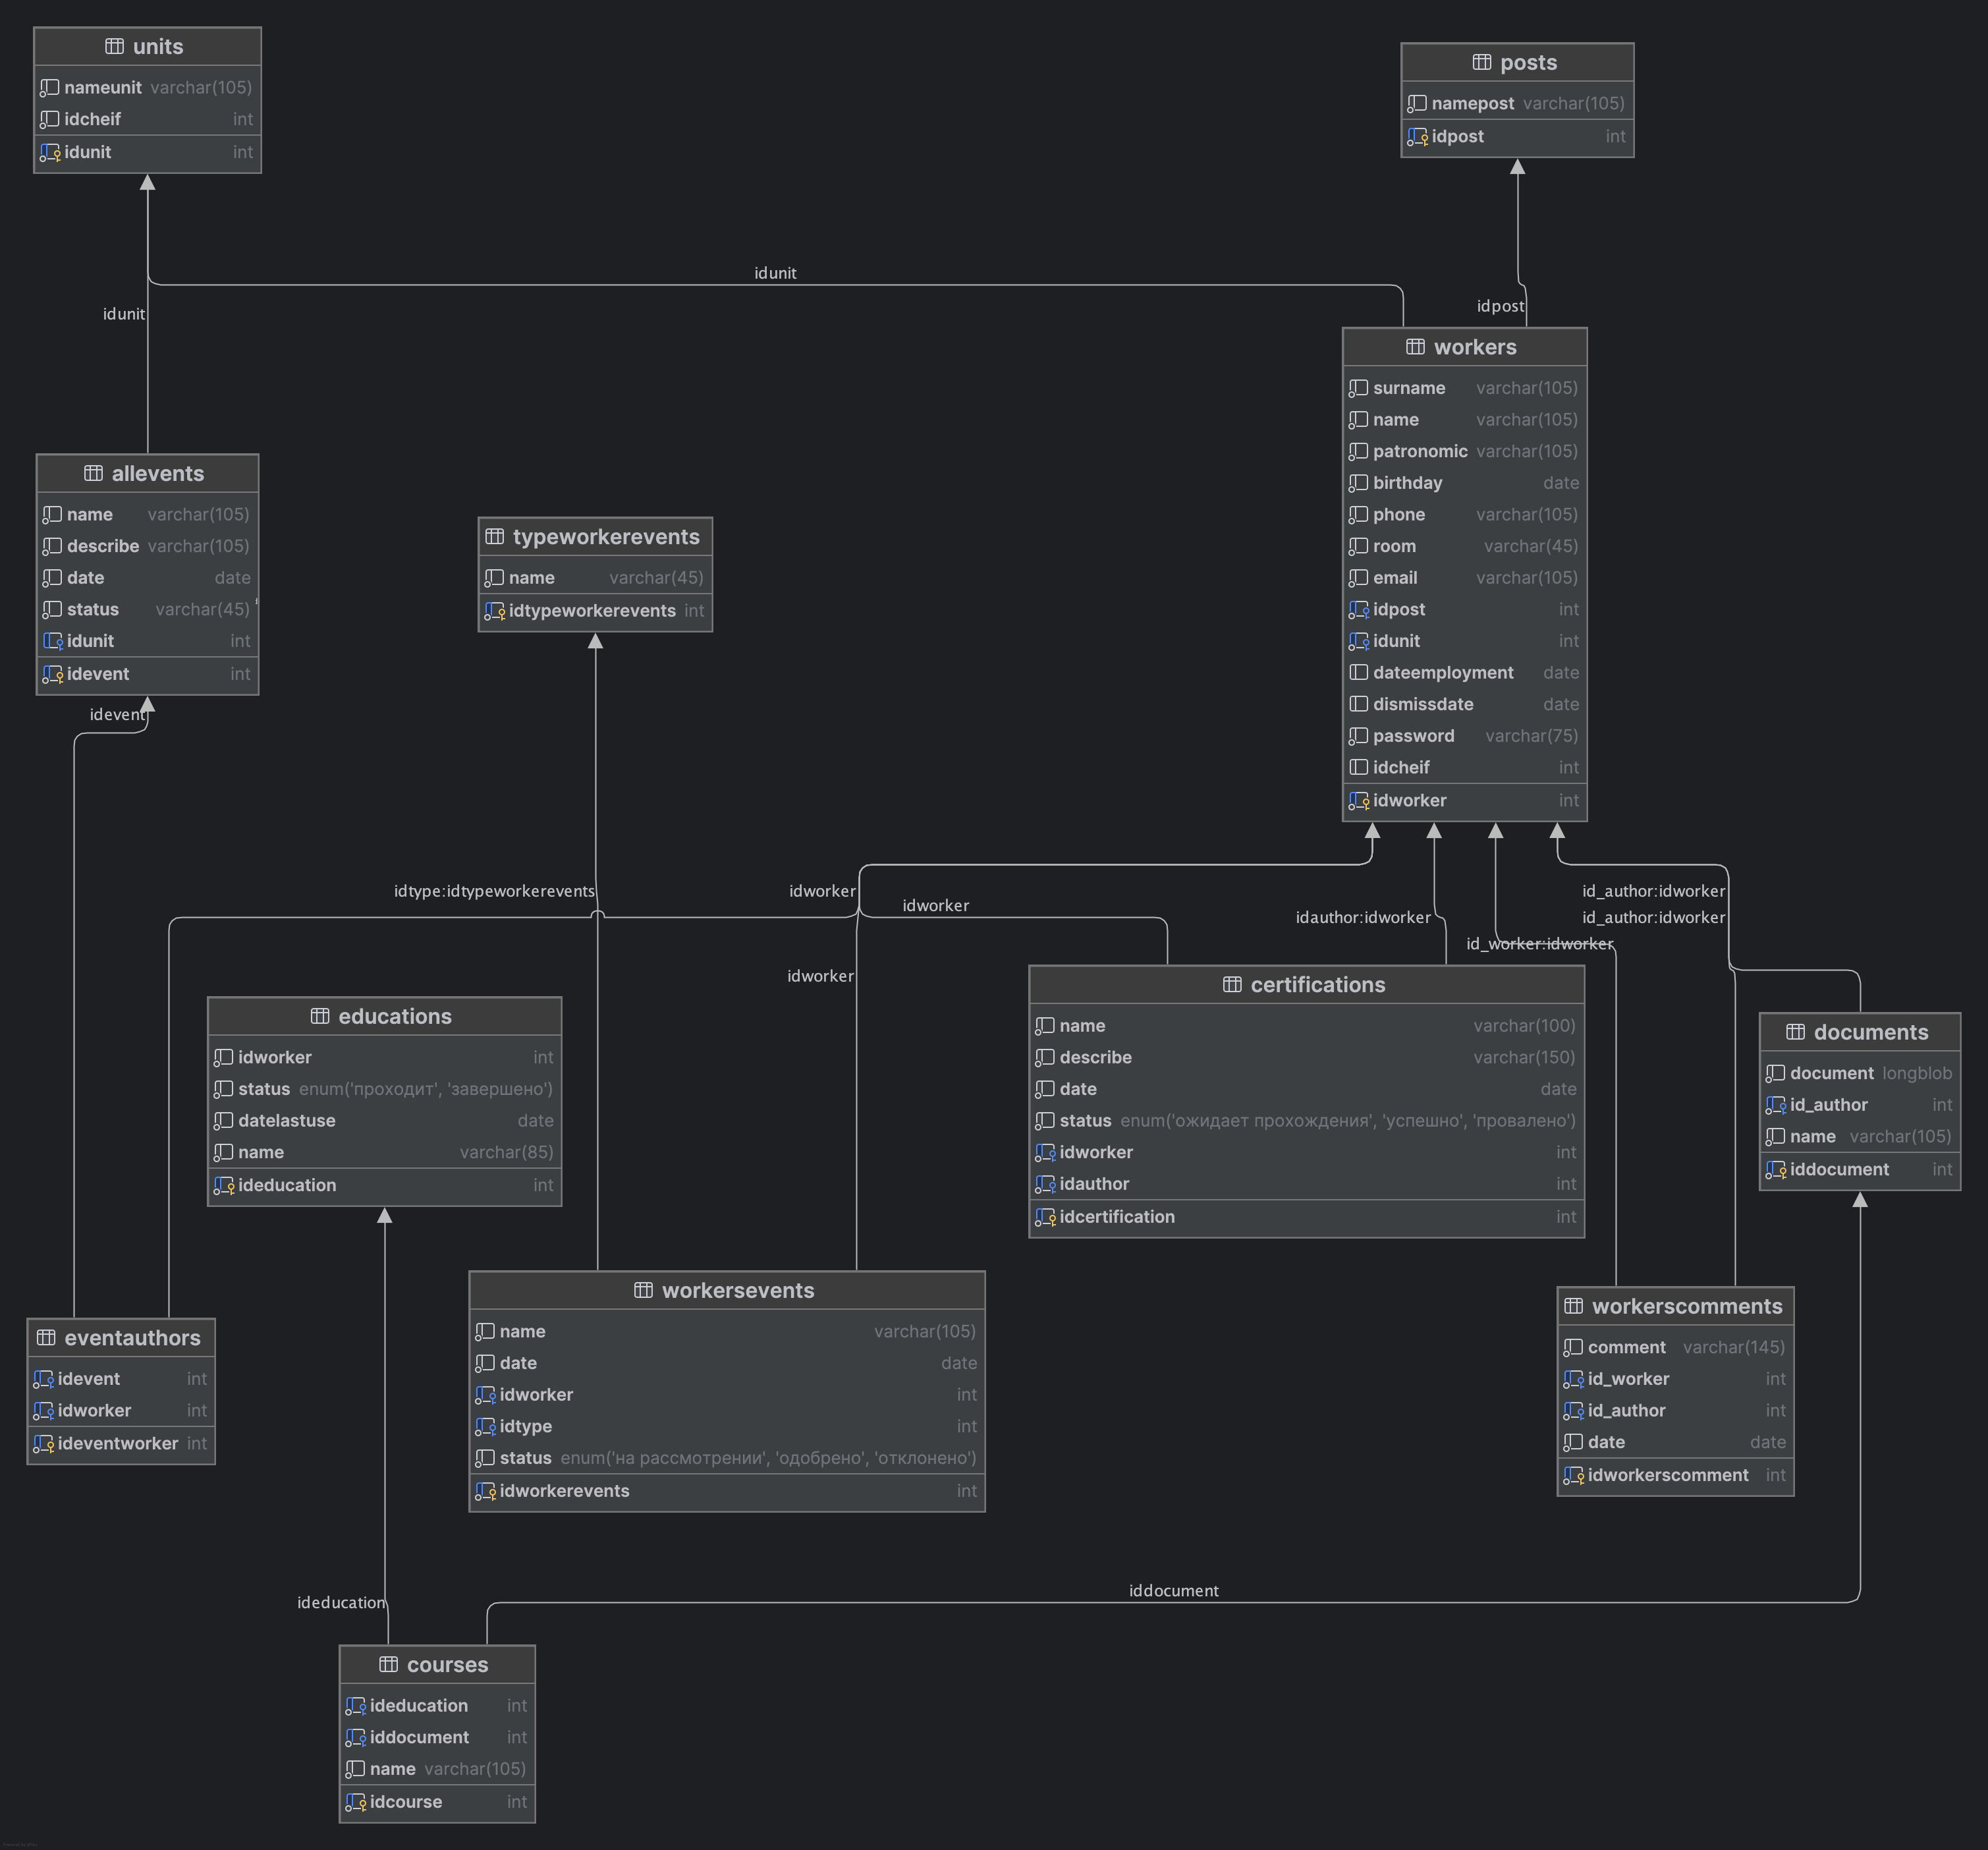 units
nameunit varchar(105)
idcheif int
idunit int
posts
namepost varchar(105)
idpost int
idunit
idunit
idpost
workers
surname varchar(105)
name varchar(105)
patronomic varchar(105)
birthday date
phone varchar(105)
room varchar(45)
email varchar(105)
idpost int
idunit int
dateemployment date
dismissdate date
password varchar(75)
idcheif int
idworker int
allevents
name varchar(105)
describe varchar(105)
date date
status varchar(45)
idunit int
idevent int
typeworkerevents
name varchar(45)
idtypeworkerevents int
idevent
idtype:idtypeworkerevents
idworker
idworker
idworker
idauthor:idworker
id_author:idworker
id_author:idworker
id_worker:idworker
educations
idworker int
status enum('проходит', 'завершено')
datelastuse date
name varchar(85)
ideducation int
certifications
name varchar(100)
describe varchar(150)
date date
status enum('ожидает прохождения', 'успешно', 'провалено')
idworker int
idauthor int
idcertification int
documents
document longblob
id_author int
name varchar(105)
iddocument int
eventauthors
idevent int
idworker int
ideventworker int
workersevents
name varchar(105)
date date
idworker int
idtype int
status enum('на рассмотрении', 'одобрено', 'отклонено')
idworkerevents int
workerscomments
comment varchar(145)
id_worker int
id_author int
date date
idworkerscomment int
ideducation
iddocument
courses
ideducation int
iddocument int
name varchar(105)
idcourse int